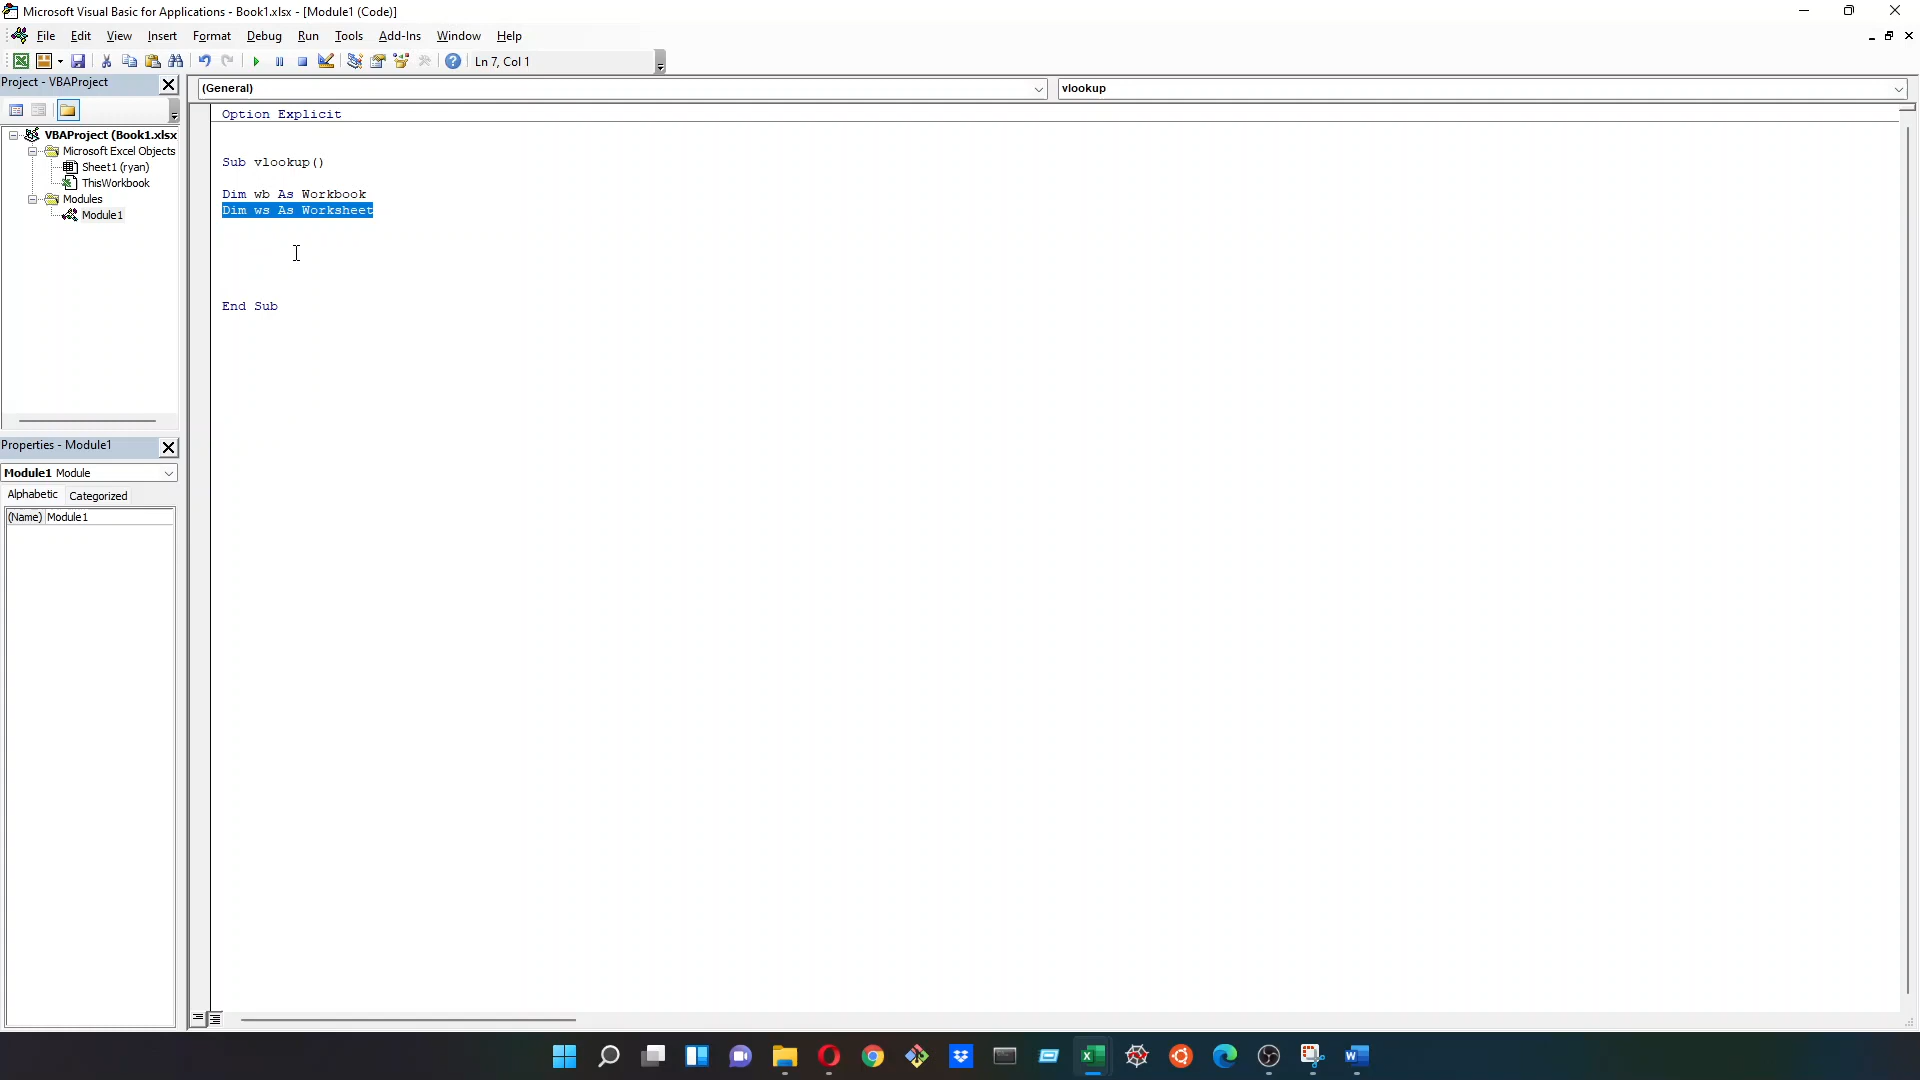 Microsoft Visual Basic for Applications - Book1.xlsx - [Module1 (Code)]
File Edit View Insert Format Debug Run Tools Add-Ins Window Help
Ln 7, Col 1
Project - VBAProject
(General)
vlookup
VBAProject (Book1.xlsx
Microsoft Excel Objects
Sheet1 (ryan)
ThisWorkbook
Modules
Module1
Option Explicit
Sub vlookup()
Dim wb As Workbook
Dim ws As Worksheet
End Sub
Properties - Module1
Module1 Module
Alphabetic Categorized
(Name) Module1